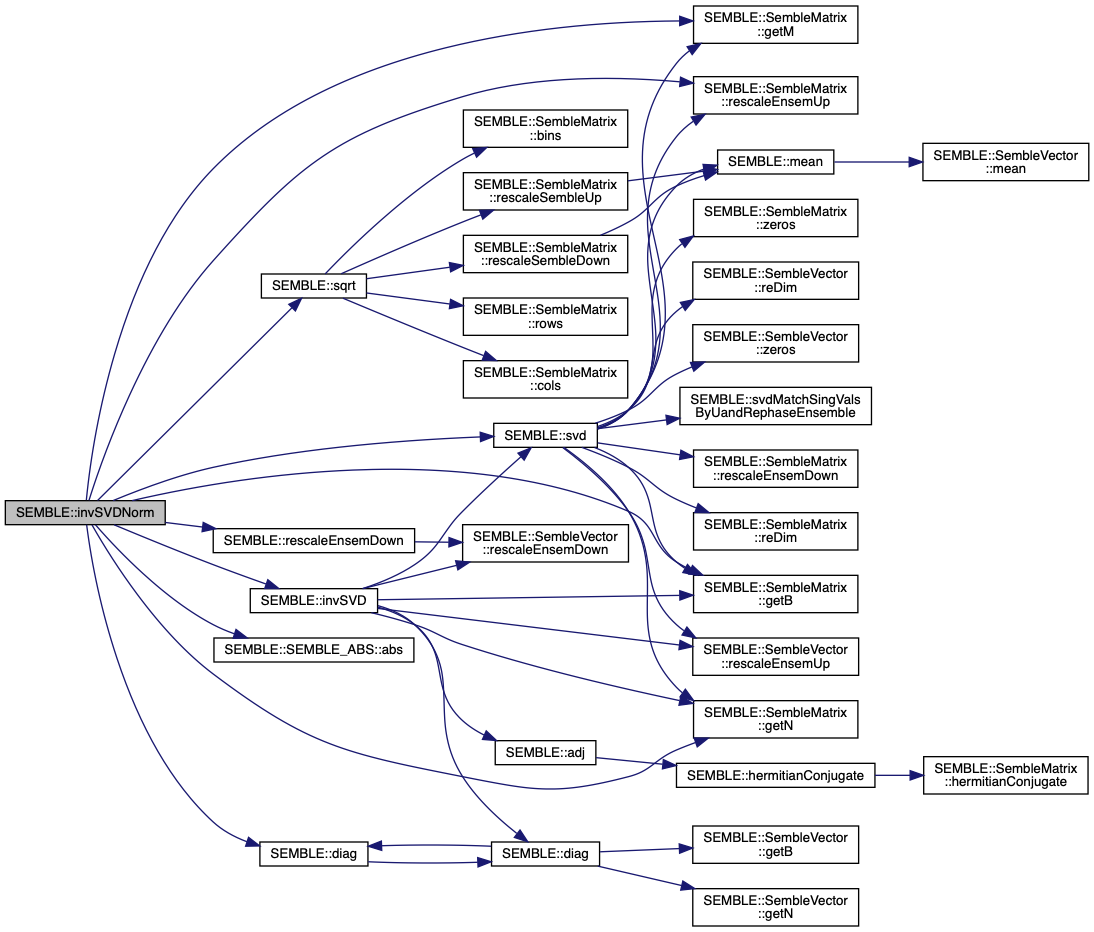 SEMBLE::SembleMatrix
::getM
SEMBLE::SembleMatrix
::rescaleEnsemUp
SEMBLE::SembleMatrix
::bins
SEMBLE::mean
SEMBLE::SembleVector
::mean
SEMBLE::SembleMatrix
::rescaleSembleUp
SEMBLE::SembleMatrix
::zeros
SEMBLE::SembleMatrix
::rescaleSembleDown
SEMBLE::sqrt
SEMBLE::SembleVector
::reDim
SEMBLE::SembleMatrix
::rows
SEMBLE::SembleVector
::zeros
SEMBLE::SembleMatrix
::cols
SEMBLE::svdMatchSingVals
ByUandRephaseEnsemble
SEMBLE::svd
SEMBLE::SembleMatrix
::rescaleEnsemDown
SEMBLE::invSVDNorm
SEMBLE::SembleMatrix
::reDim
SEMBLE::rescaleEnsemDown
SEMBLE::SembleVector
::rescaleEnsemDown
SEMBLE::invSVD
SEMBLE::SembleMatrix
::getB
SEMBLE::SEMBLE_ABS::abs
SEMBLE::SembleVector
::rescaleEnsemUp
SEMBLE::SembleMatrix
::getN
SEMBLE::adj
SEMBLE::hermitianConjugate
SEMBLE::SembleMatrix
::hermitianConjugate
SEMBLE::diag
SEMBLE::diag
SEMBLE::SembleVector
::getB
SEMBLE::SembleVector
::getN